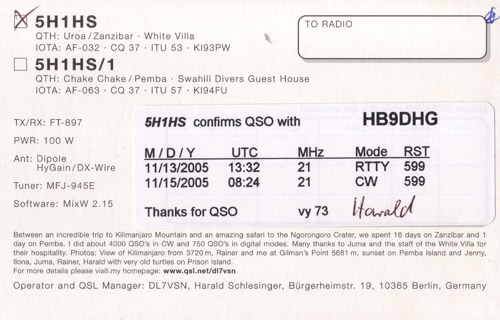 5H1HS
QTH: Uroa/Zanzibar · White Villa
IOTA: AF-032 · CQ 37 · ITU 53 · KI93PW
TO RADIO
5H1HS/1
QTH: Chake Chake/Pemba · Swahili Divers Guest House
IOTA: AF-063 · CQ 37 · ITU 57 · KI94FU
TX/RX: FT-897
PWR: 100 W
Ant: Dipole
HyGain/DX-Wire
Tuner: MFJ-945E
Software: MixW 2.15
5H1HS confirms QSO with HB9DHG
M / D / Y UTC MHz Mode RST
11/13/2005 13:32 21 RTTY 599
11/15/2005 08:24 21 CW 599
Thanks for QSO vy 73 Harald
Between an incredible trip to Kilimanjaro Mountain and an amazing safari to the Ngorongoro Crater, we spent 16 days on Zanzibar and 1
day on Pemba. I did about 4000 QSO's in CW and 750 QSO's in digital modes. Many thanks to Juma and the staff of the White Villa for
their hospitality. Photos: View of Kilimanjaro from 3720 m, Rainer and me at Gilman's Point 5681 m, sunset on Pemba Island and Jenny,
Ilona, Juma, Rainer, Harald with very old turtles on Prison Island.
For more details please visit my homepage: www.qsl.net/dl7vsn
Operator and QSL Manager: DL7VSN, Harald Schlesinger, Bürgerheimstr. 19, 10365 Berlin, Germany